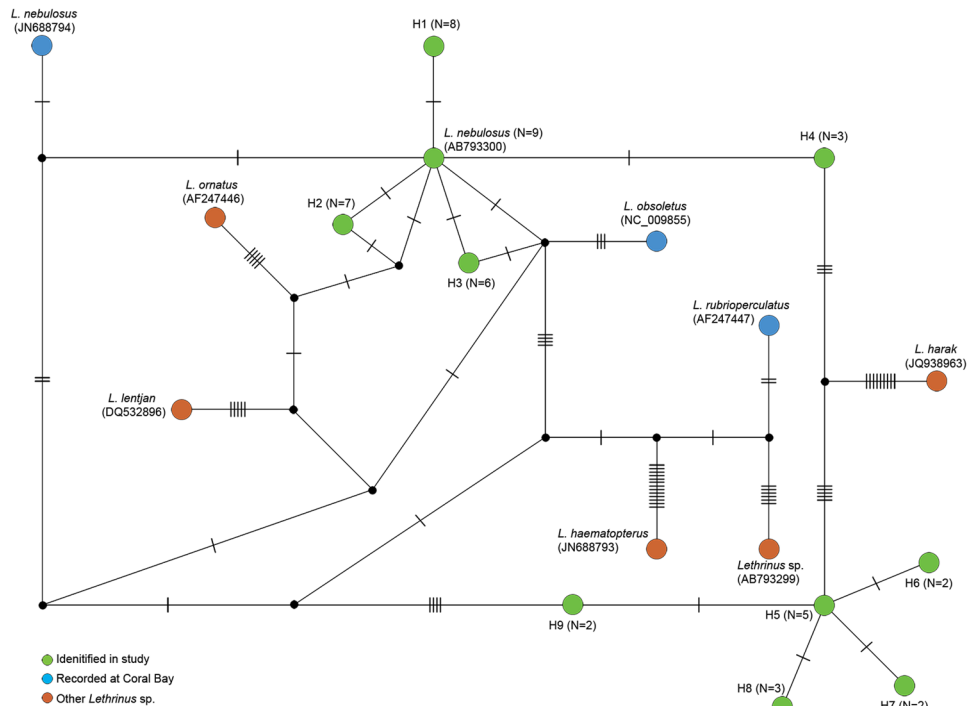 L. nebulosus
(JN688794)
H1 (N=8)
L. nebulosus (N=9)
(AB793300)
H4 (N=3)
L. ornatus
(AF247446)
H2 (N=7)
L. obsoletus
(NC_009855)
H3 (N=6)
L. rubrioperculatus
(AF247447)
L. harak
(JQ938963)
L. lentjan
(DQ532896)
L. haematopterus
(JN688793)
Lethrinus sp.
(AB793299)
H6 (N=2)
H9 (N=2)
H5 (N=5)
H8 (N=3)
H7 (N=2)
Idenitified in study
Recorded at Coral Bay
Other Lethrinus sp.